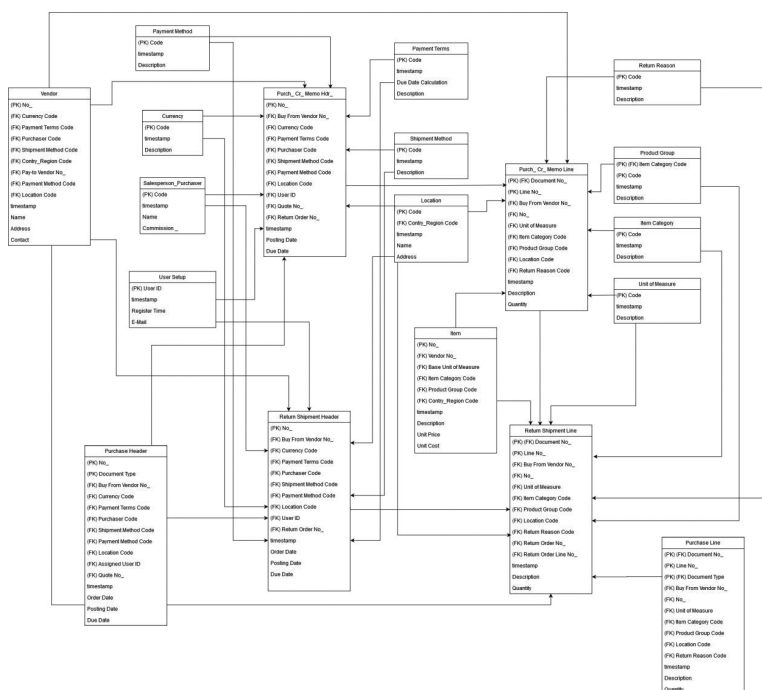 Payment Method
(PK) Code
timestamp
Description
Payment Terms
(PK) Code
timestamp
Due Date Calculation
Description
Return Reason
(PK) Code
timestamp
Description
Vendor
(PK) No_
(FK) Currency Code
(FK) Payment Terms Code
(FK) Purchaser Code
(FK) Shipment Method Code
(FK) Contry_Region Code
(FK) Pay-to Vendor No_
(FK) Payment Method Code
(FK) Location Code
timestamp
Name
Address
Contact
Purch_ Cr_ Memo Hdr_
(PK) No_
(FK) Buy From Vendor No_
(FK) Currency Code
(FK) Payment Terms Code
(FK) Purchaser Code
(FK) Shipment Method Code
(FK) Payment Method Code
(FK) Location Code
(FK) User ID
(FK) Quote No_
(FK) Return Order No_
timestamp
Posting Date
Due Date
Currency
(PK) Code
timestamp
Description
Shipment Method
(PK) Code
timestamp
Description
Product Group
(PK) (FK) Item Category Code
(PK) Code
timestamp
Description
Purch_ Cr_ Memo Line
(PK) (FK) Document No_
(PK) Line No_
(FK) Buy From Vendor No_
(FK) No_
(FK) Unit of Measure
(FK) Item Category Code
(FK) Product Group Code
(FK) Location Code
(FK) Return Reason Code
timestamp
Description
Quantity
Salesperson_Purchaser
(PK) Code
timestamp
Name
Commission _
Location
(PK) Code
(FK) Contry_Region Code
timestamp
Name
Address
Item Category
(PK) Code
timestamp
Description
User Setup
(PK) User ID
timestamp
Register Time
E-Mail
Unit of Measure
(PK) Code
timestamp
Description
Item
(PK) No_
(FK) Vendor No_
(FK) Base Unit of Measure
(FK) Item Category Code
(FK) Product Group Code
(FK) Contry_Region Code
timestamp
Description
Unit Price
Unit Cost
Return Shipment Header
(PK) No_
(FK) Buy From Vendor No_
(FK) Currency Code
(FK) Payment Terms Code
(FK) Purchaser Code
(FK) Shipment Method Code
(FK) Payment Method Code
(FK) Location Code
(FK) User ID
(FK) Return Order No_
timestamp
Order Date
Posting Date
Due Date
Return Shipment Line
(PK) (FK) Document No_
(PK) Line No_
(FK) Buy From Vendor No_
(FK) No_
(FK) Unit of Measure
(FK) Item Category Code
(FK) Product Group Code
(FK) Location Code
(FK) Return Reason Code
(FK) Return Order No_
(FK) Return Order Line No_
timestamp
Description
Quantity
Purchase Header
(PK) No_
(PK) Document Type
(FK) Buy From Vendor No_
(FK) Currency Code
(FK) Payment Terms Code
(FK) Purchaser Code
(FK) Shipment Method Code
(FK) Payment Method Code
(FK) Location Code
(FK) Assigned User ID
(FK) Quote No_
timestamp
Order Date
Posting Date
Due Date
Purchase Line
(PK) (FK) Document No_
(PK) Line No_
(PK) (FK) Document Type
(FK) Buy From Vendor No_
(FK) No_
(FK) Unit of Measure
(FK) Item Category Code
(FK) Product Group Code
(FK) Location Code
(FK) Return Reason Code
timestamp
Description
Quantity